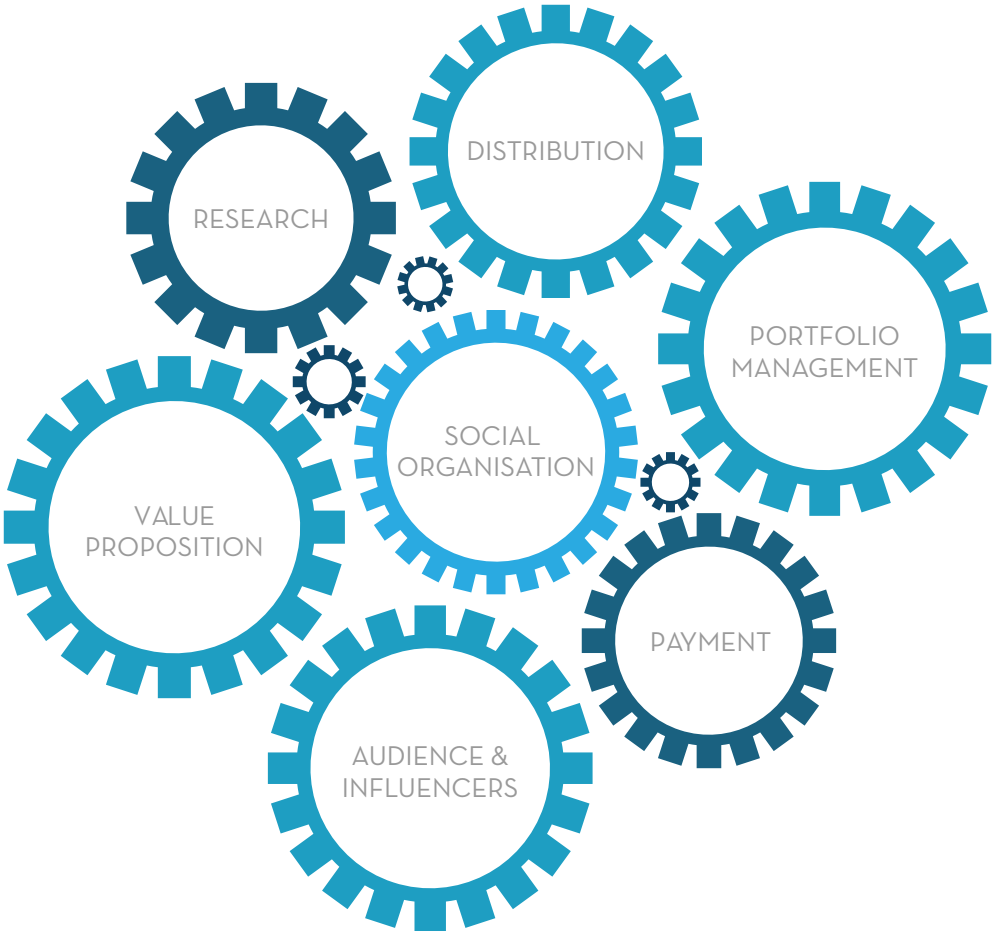 DISTRIBUTION
RESEARCH
PORTFOLIO
MANAGEMENT
SOCIAL
ORGANISATION
VALUE
PROPOSITION
PAYMENT
AUDIENCE &
INFLUENCERS